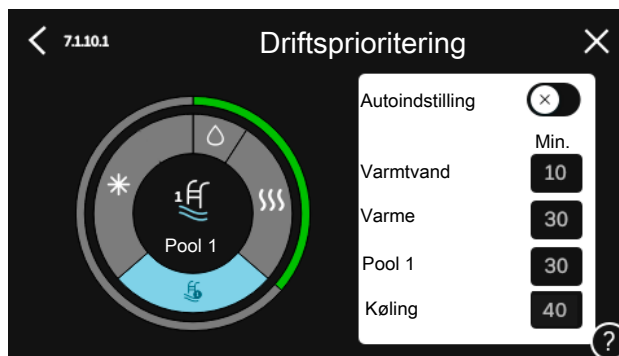 7.1.10.1
Driftsprioritering
Autoindstilling
Min.
Varmtvand 10
Varme 30
Pool 1 30
Køling 40
1
Pool 1
1
?